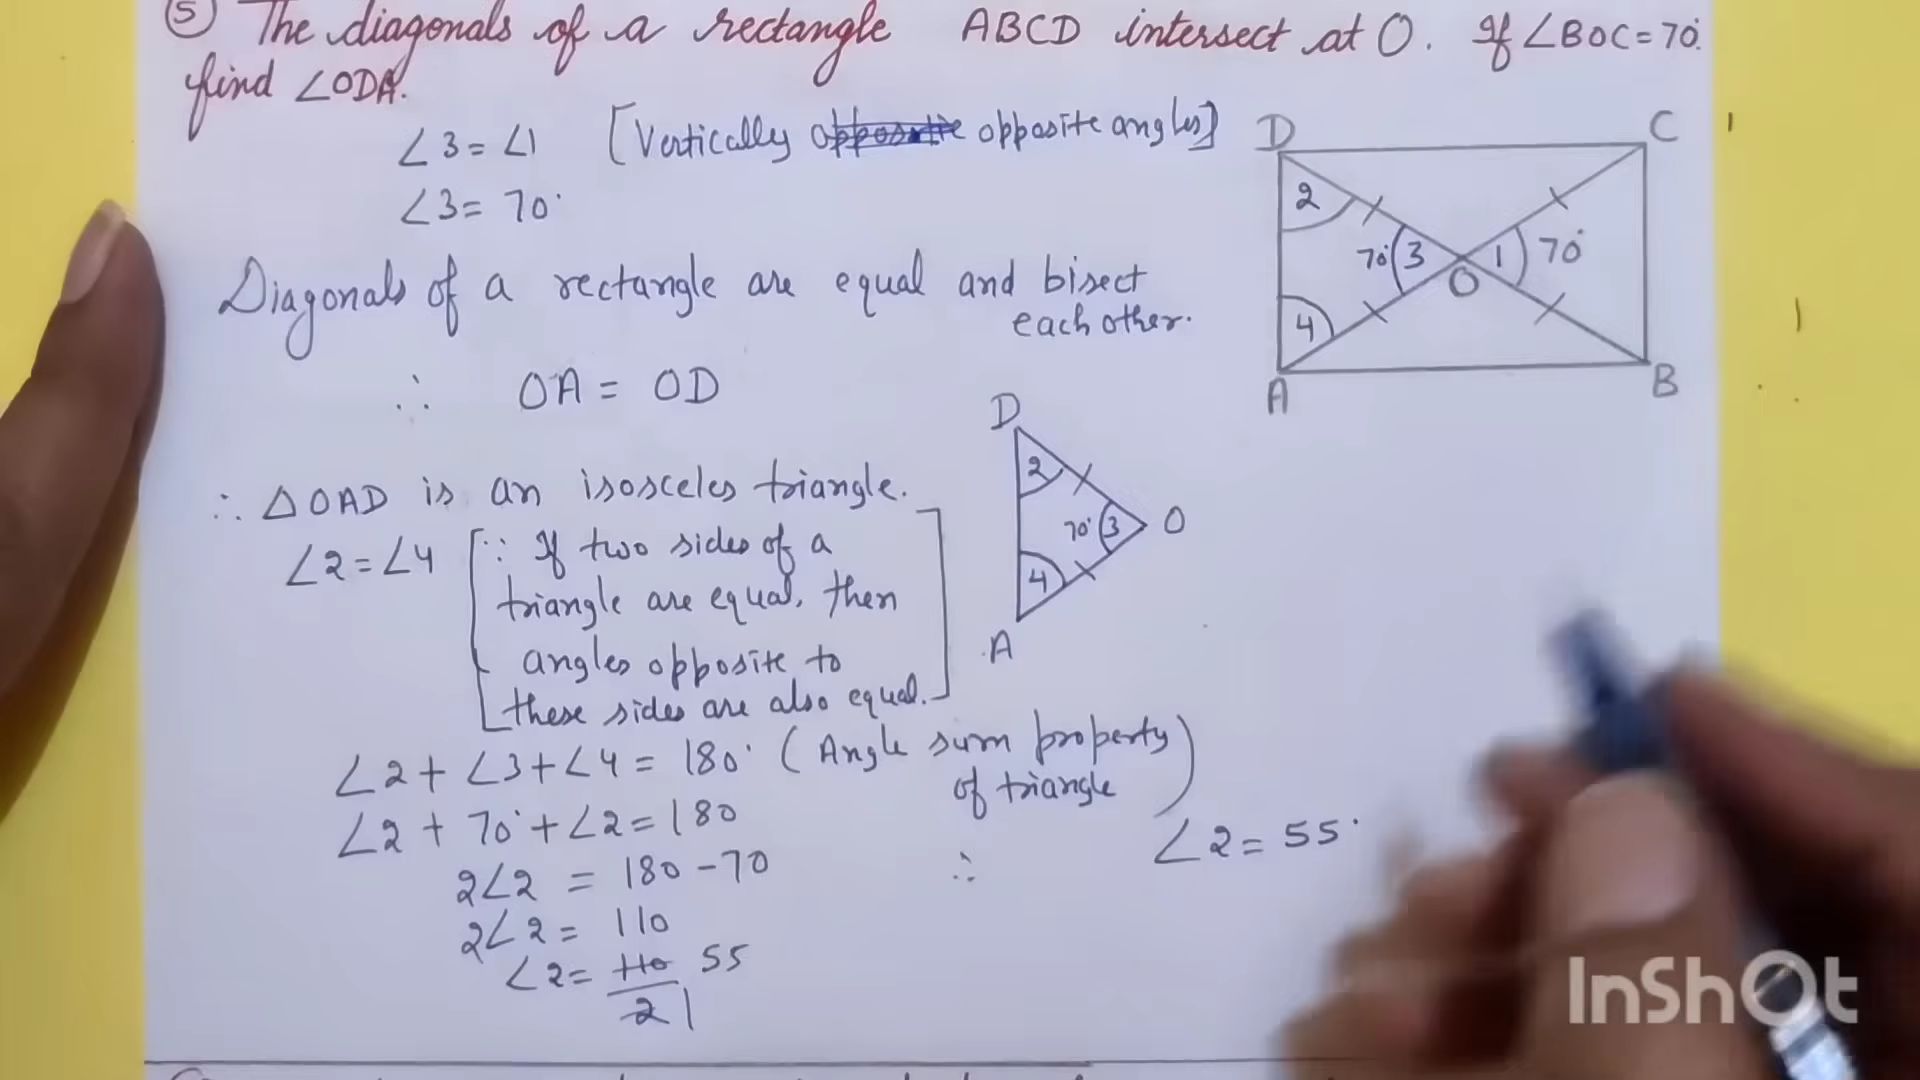 5 The diagonals of a rectangle ABCD intersect at O. If ∠BOC = 70°.
find ∠ODA.
∠3 = ∠1 [Vertically opposite angles]
∠3 = 70°
Diagonals of a rectangle are equal and bisect
each other.
∴ OA = OD
∴ △OAD is an isosceles triangle.
∠2 = ∠4 [∵ If two sides of a
triangle are equal, then
angles opposite to
these sides are also equal.]
∠2 + ∠3 + ∠4 = 180° (Angle sum property
of triangle)
∠2 + 70° + ∠2 = 180
2∠2 = 180 - 70
2∠2 = 110
∠2 = 110/2 55
1
∴ ∠2 = 55°
D C
2
70° 3 1 70°
O
4
A B
D
2
70° 3 O
4
A
InShOt